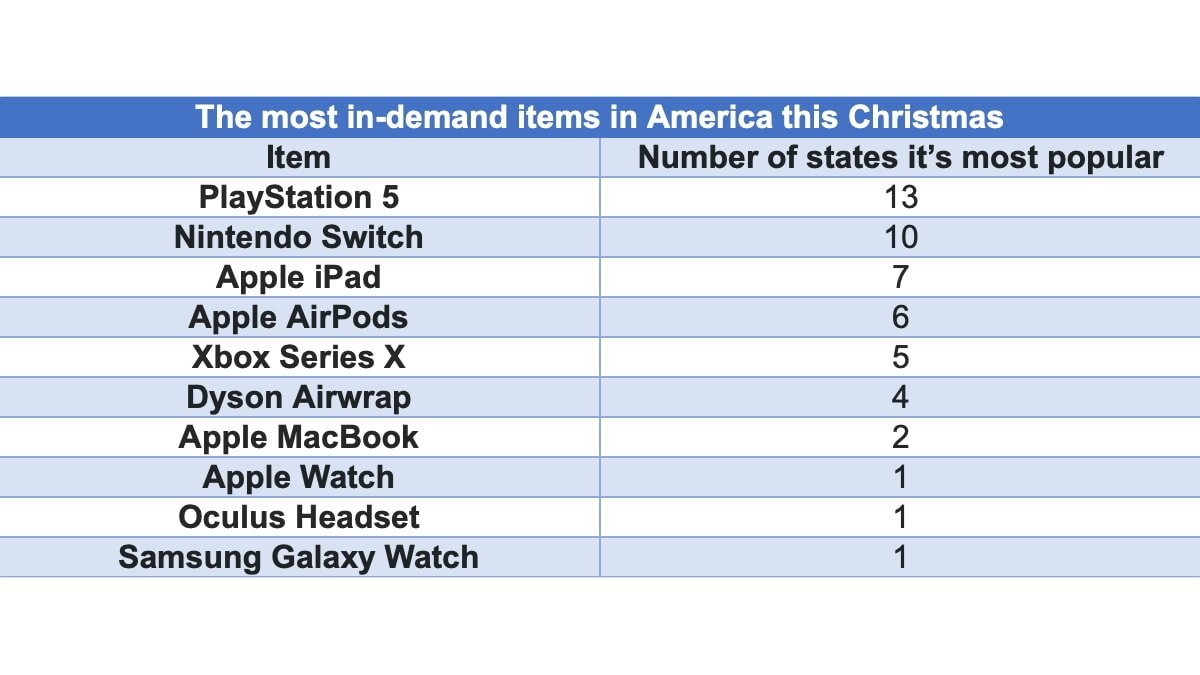 The most in-demand items in America this Christmas
Item Number of states it’s most popular
PlayStation 5 13
Nintendo Switch 10
Apple iPad 7
Apple AirPods 6
Xbox Series X 5
Dyson Airwrap 4
Apple MacBook 2
Apple Watch 1
Oculus Headset 1
Samsung Galaxy Watch 1